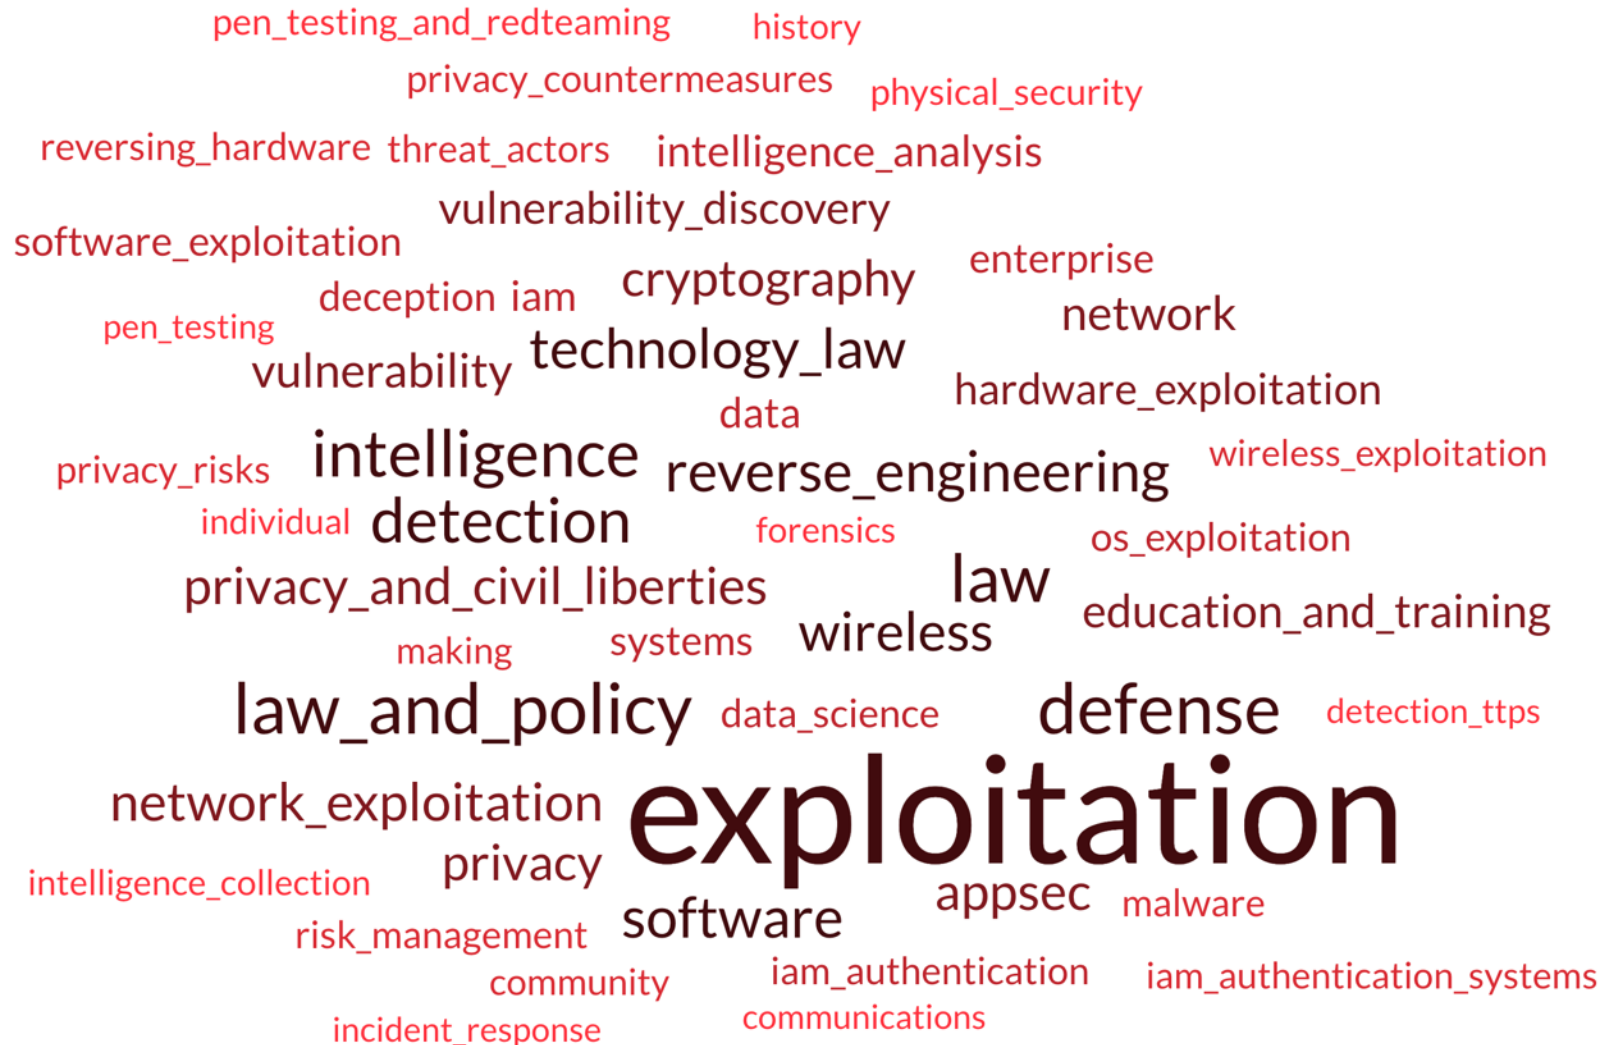 pen_testing_and_redteaming history
privacy_countermeasures physical_security
reversing_hardware threat_actors intelligence_analysis
vulnerability_discovery
software_exploitation enterprise
cryptography
deception iam network
pen_testing technology_law
vulnerability hardware_exploitation
data
intelligence reverse_engineering wireless_exploitation
privacy_risks
individual detection forensics os_exploitation
privacy_and_civil_liberties law education_and_training
making systems wireless
law_and_policy data_science defense detection_ttps
network_exploitation exploitation
privacy
intelligence_collection appsec malware
risk_management software
community iam_authentication iam_authentication_systems
incident_response communications